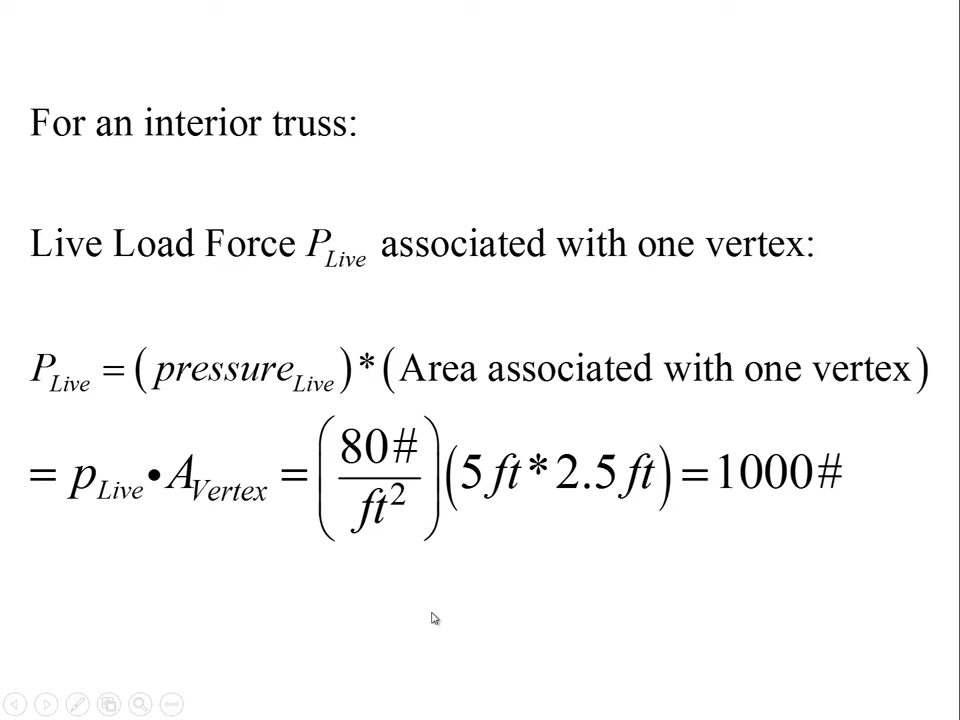 For an interior truss:
Live Load Force P_Live associated with one vertex:
P_Live = (pressure_Live) * (Area associated with one vertex)
= p_Live • A_Vertex = (80# / ft²) (5 ft * 2.5 ft) = 1000#